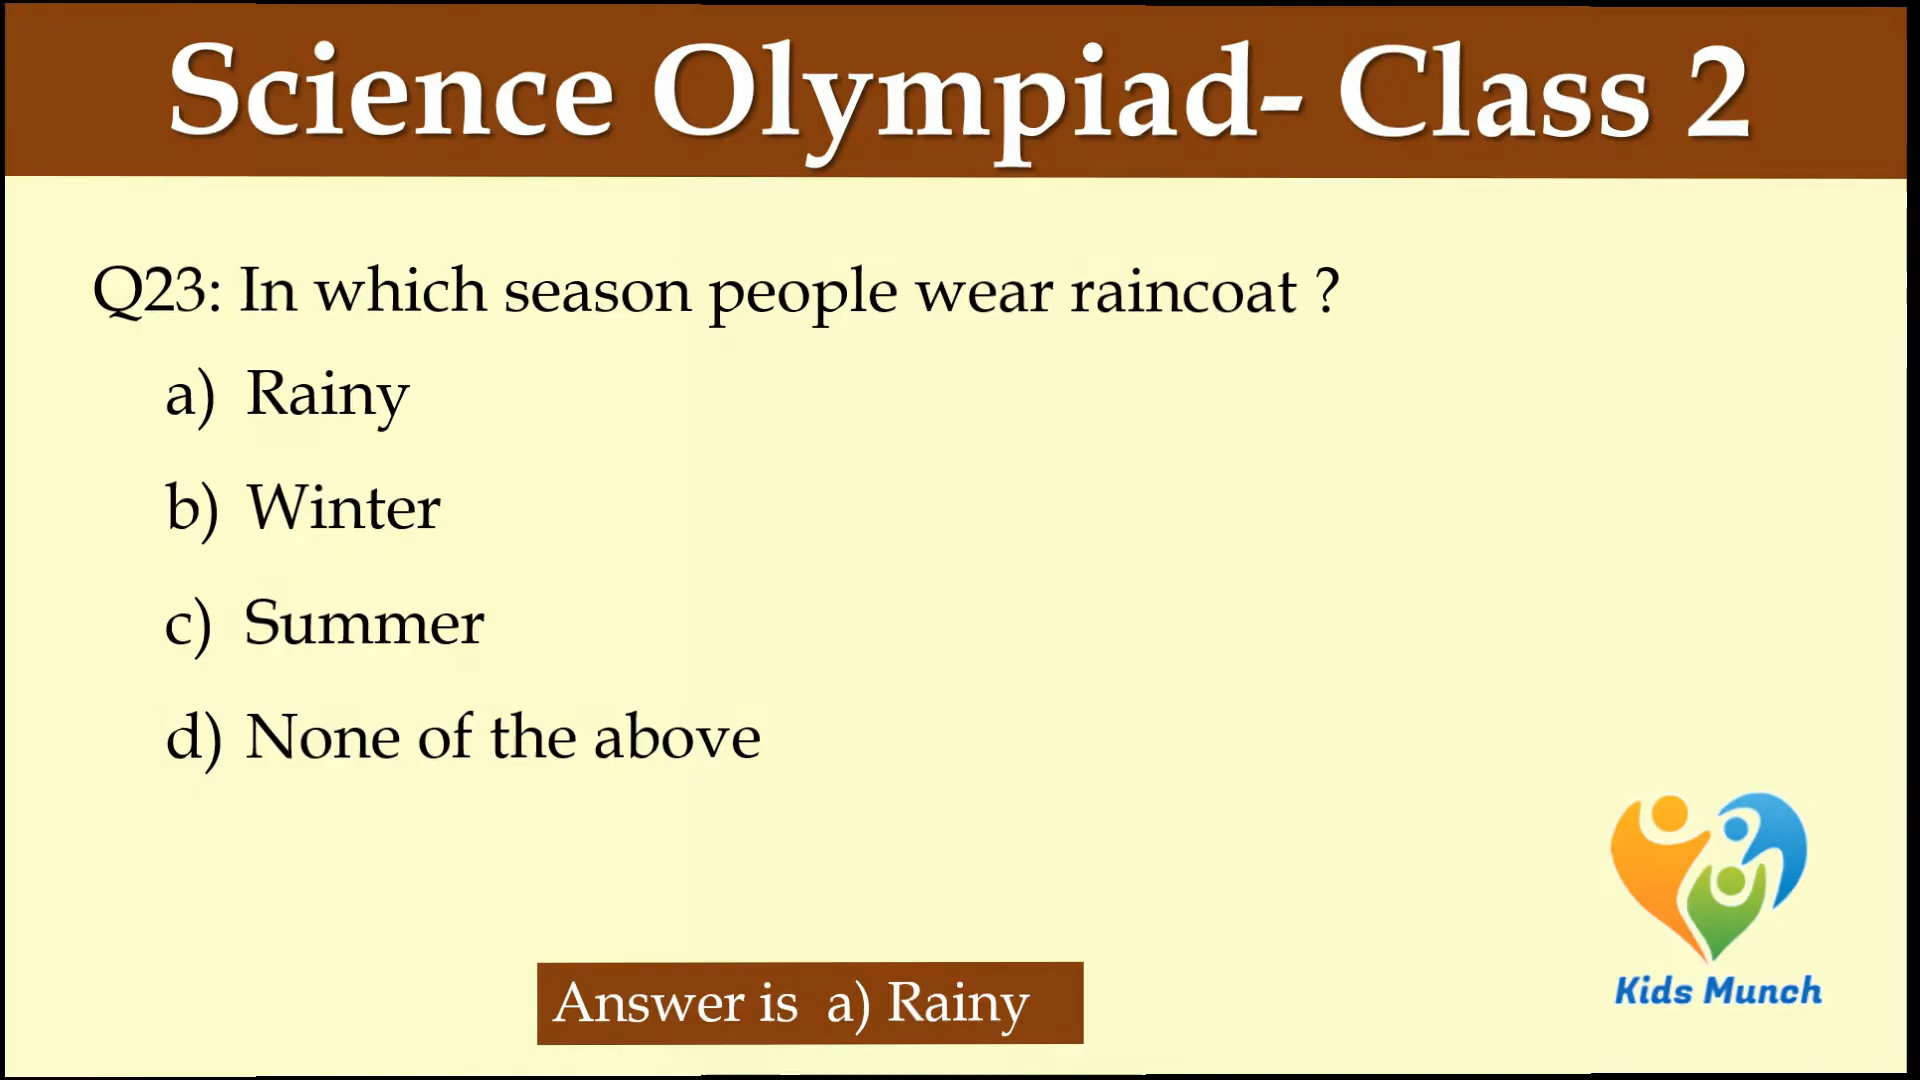 Science Olympiad- Class 2
Q23: In which season people wear raincoat ?
a) Rainy
b) Winter
c) Summer
d) None of the above
Kids Munch
Answer is a) Rainy